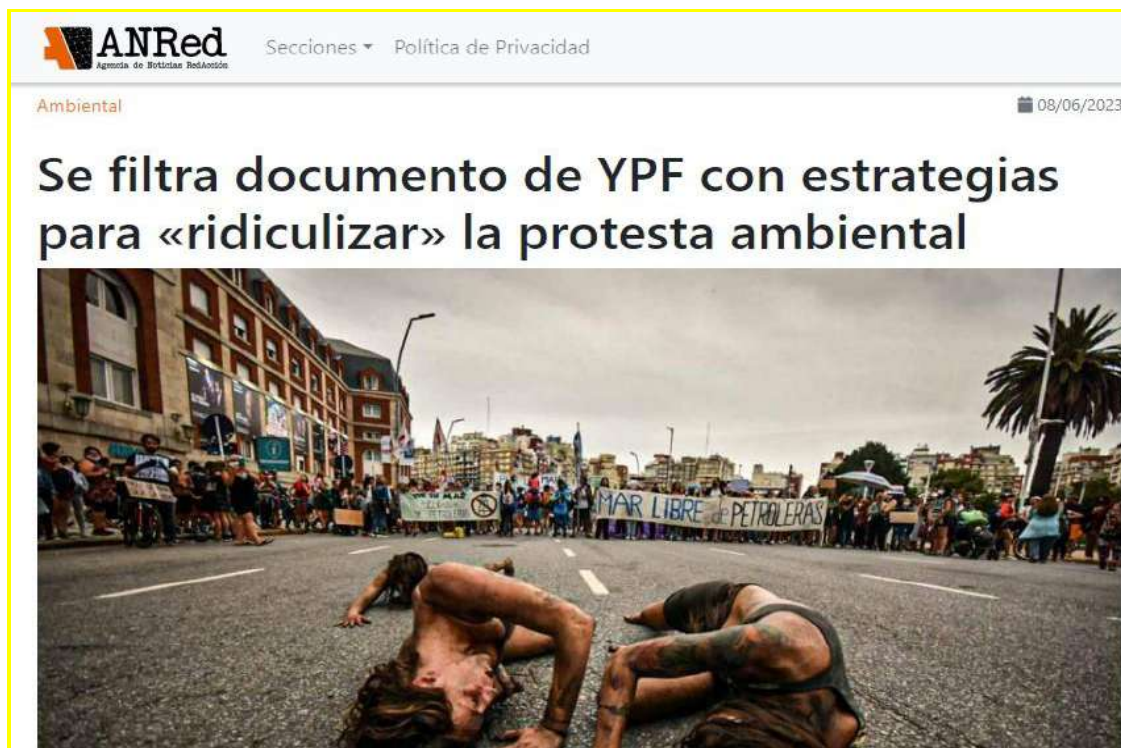 ANRed
Agencia de Noticias RedAcción
Secciones Política de Privacidad
Ambiental
08/06/2023
Se filtra documento de YPF con estrategias
para «ridiculizar» la protesta ambiental
MAR LIBRE de PETROLERAS